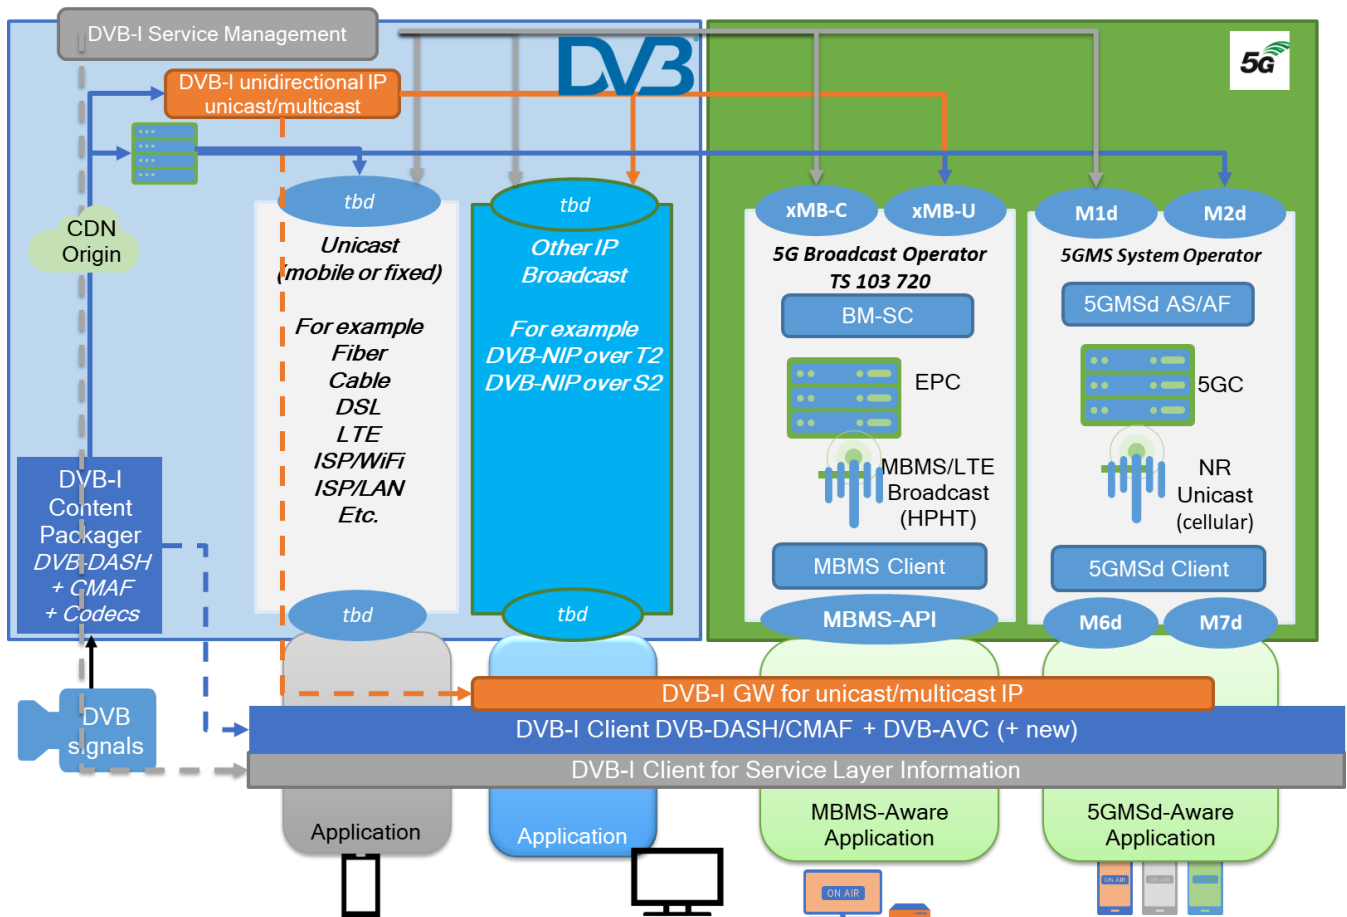 DVB-I Service Management
DVB
5G
DVB-I unidirectional IP
unicast/multicast
CDN
Origin
tbd
tbd
xMB-C
xMB-U
M1d
M2d
Unicast
(mobile or fixed)
For example
Fiber
Cable
DSL
LTE
ISP/WiFi
ISP/LAN
Etc.
Other IP
Broadcast
For example
DVB-NIP over T2
DVB-NIP over S2
5G Broadcast Operator
TS 103 720
BM-SC
EPC
MBMS/LTE
Broadcast
(HPHT)
MBMS Client
5GMS System Operator
5GMSd AS/AF
5GC
NR
Unicast
(cellular)
5GMSd Client
DVB-I
Content
Packager
DVB-DASH
+ CMAF
+ Codecs
tbd
tbd
MBMS-API
M6d
M7d
DVB
signals
DVB-I GW for unicast/multicast IP
DVB-I Client DVB-DASH/CMAF + DVB-AVC (+ new)
DVB-I Client for Service Layer Information
Application
Application
MBMS-Aware
Application
5GMSd-Aware
Application
ON AIR
ON AIR
ON AIR